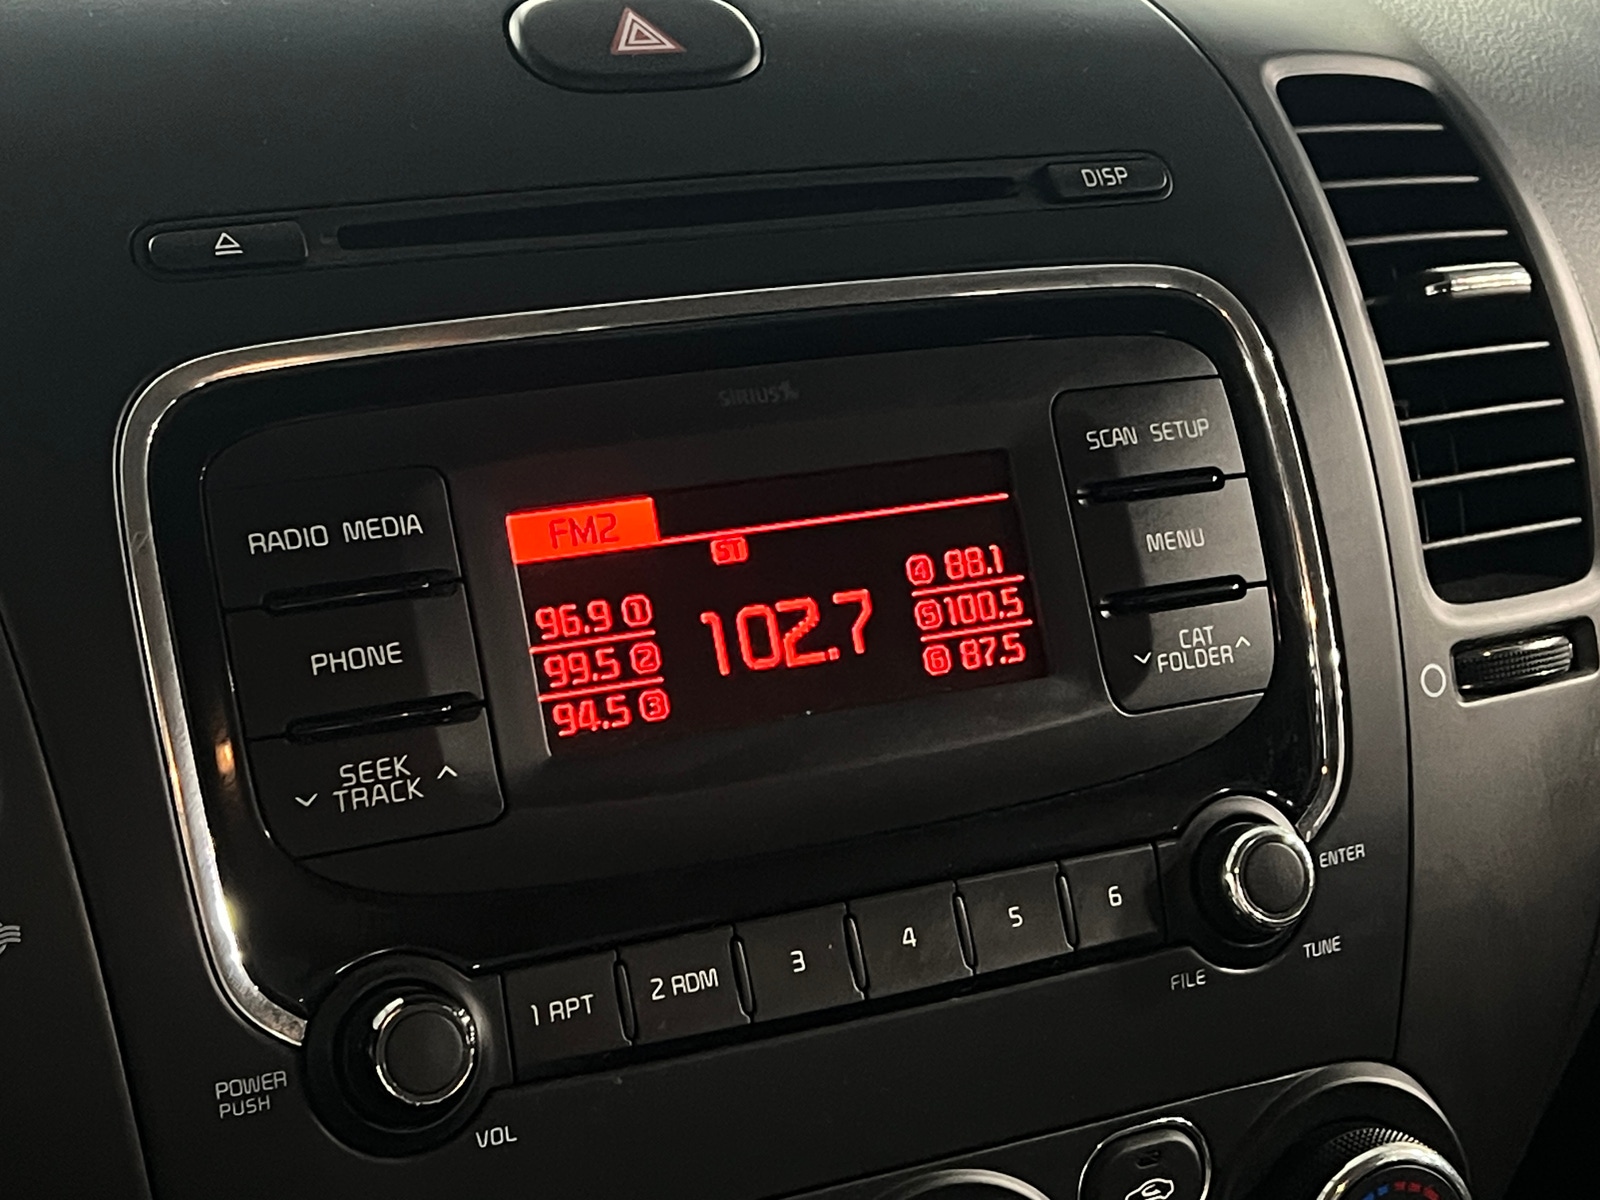 DISP
SIRIUS
SCAN SETUP
RADIO MEDIA
FM2
ST
MENU
96.9 1
99.5 2
94.5 3
102.7
4 88.1
5 100.5
6 87.5
PHONE
CAT
FOLDER
SEEK
TRACK
1 RPT
2 RDM
3
4
5
6
ENTER
TUNE
FILE
POWER
PUSH
VOL